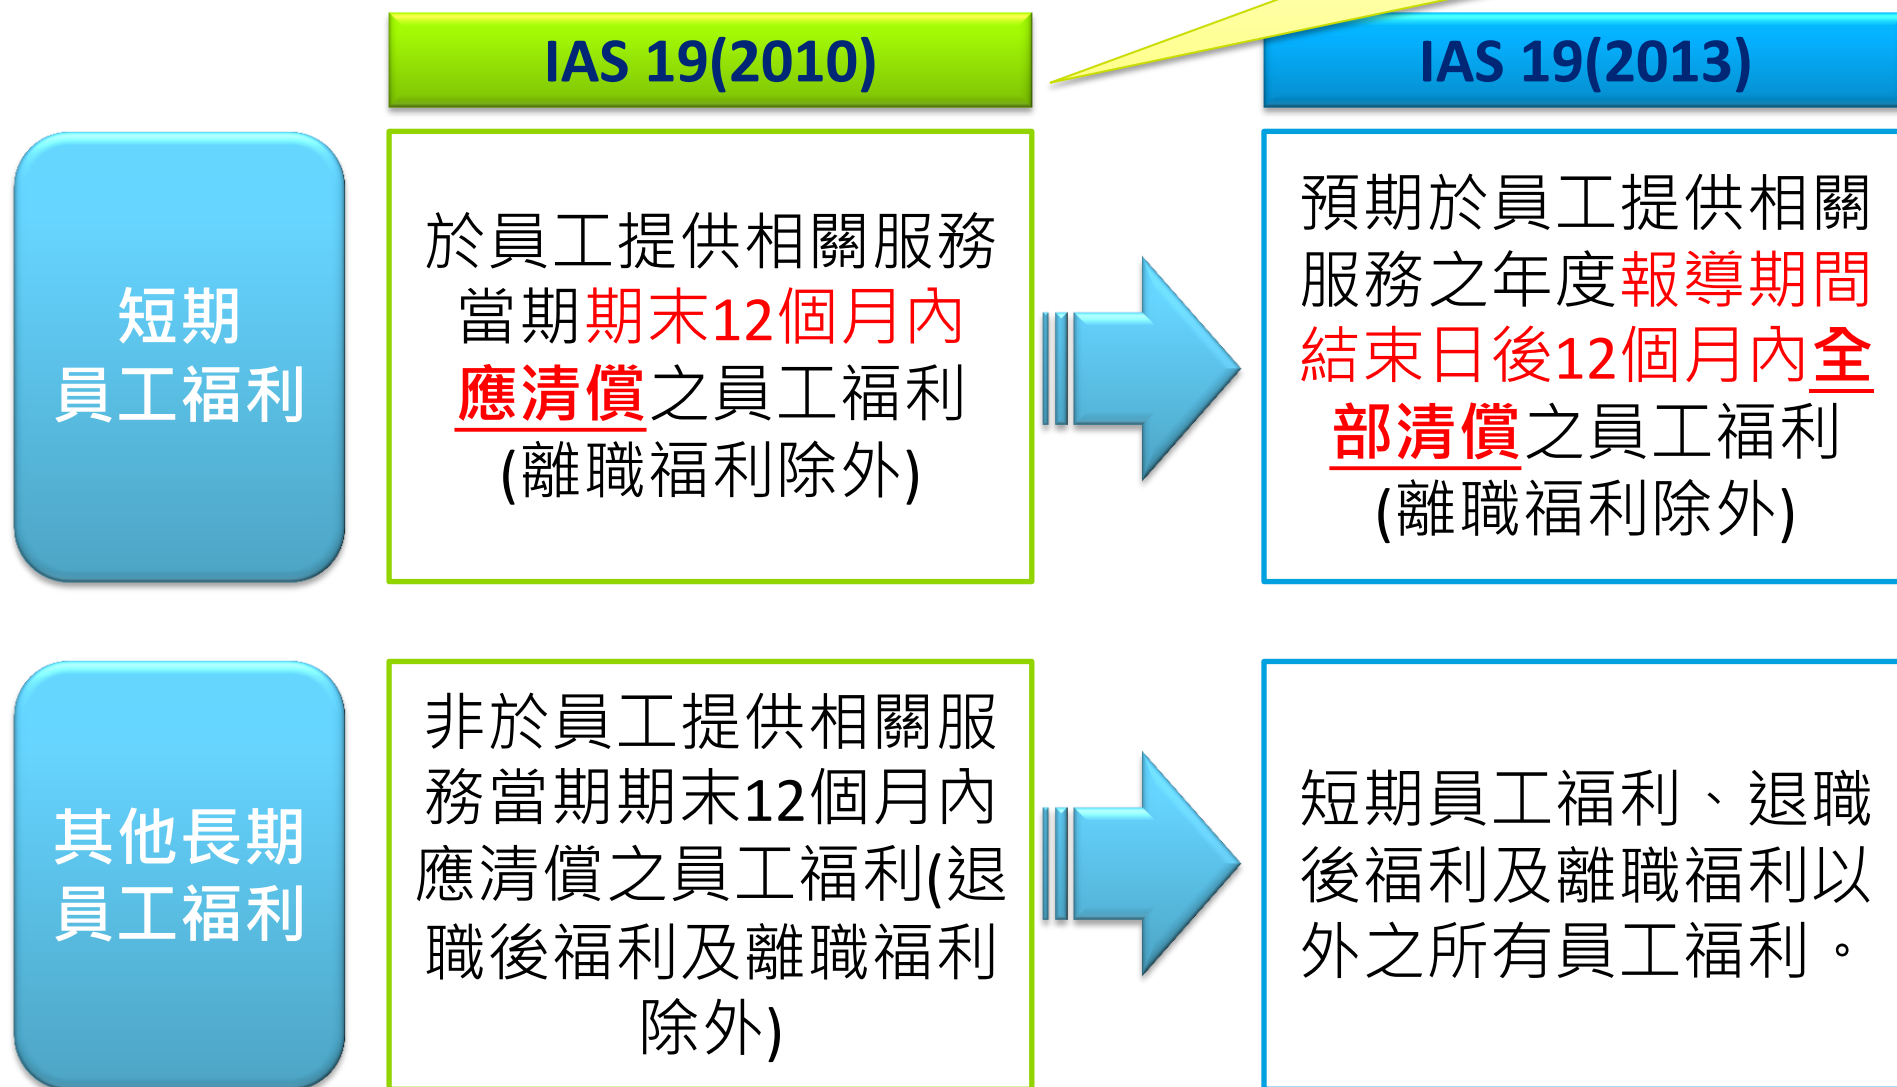 IAS 19(2010)
IAS 19(2013)
短期
員工福利
於員工提供相關服務
當期期末12個月內
應清償之員工福利
(離職福利除外)
預期於員工提供相關
服務之年度報導期間
結束日後12個月內全
部清償之員工福利
(離職福利除外)
其他長期
員工福利
非於員工提供相關服
務當期期末12個月內
應清償之員工福利(退
職後福利及離職福利
除外)
短期員工福利、退職
後福利及離職福利以
外之所有員工福利。